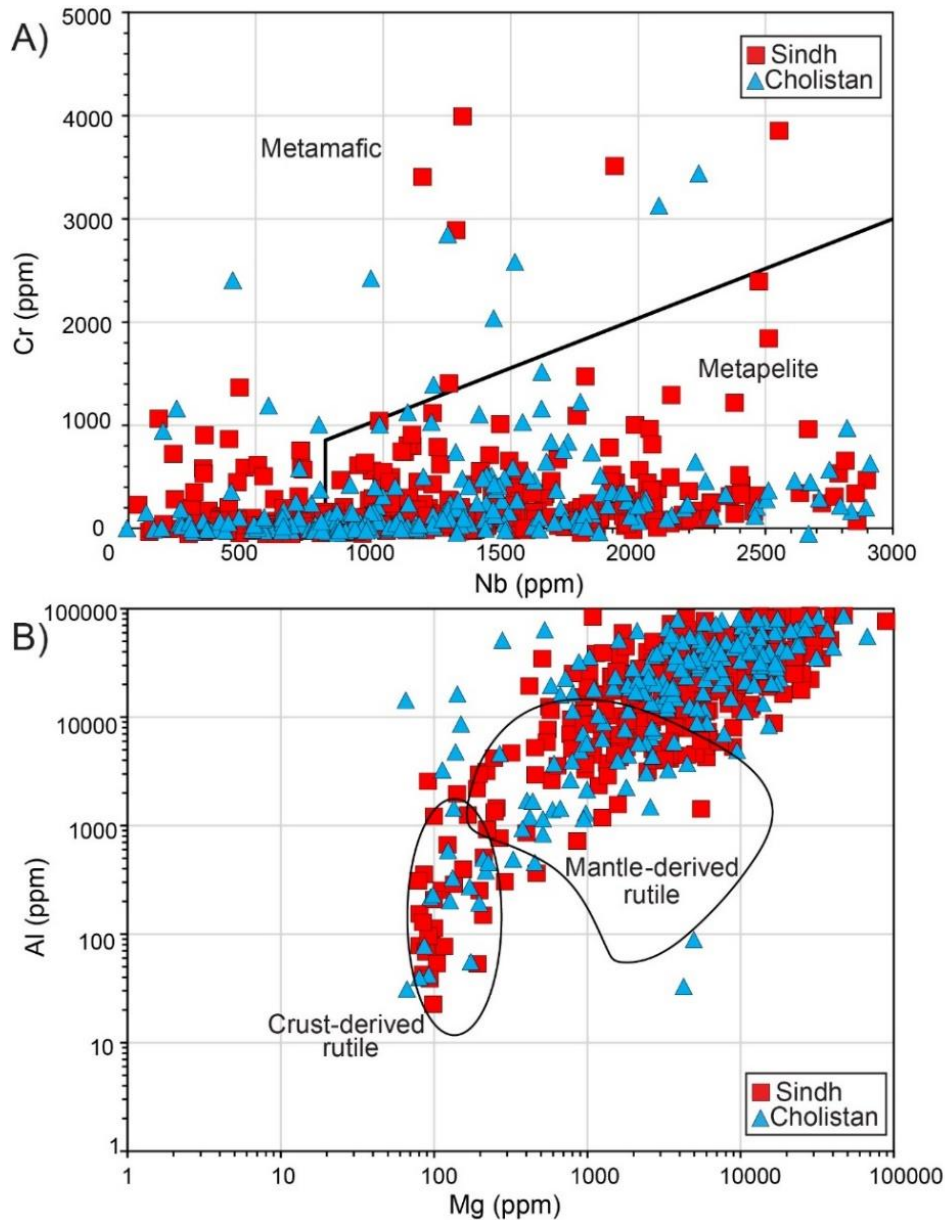 A)
5000
4000
3000
2000
1000
0
Cr (ppm)
Sindh
Cholistan
Metamafic
Metapelite
0
500
1000
1500
2000
2500
3000
Nb (ppm)
B)
100000
10000
1000
100
10
1
Al (ppm)
Mantle-derived
rutile
Crust-derived
rutile
Sindh
Cholistan
1
10
100
1000
10000
100000
Mg (ppm)